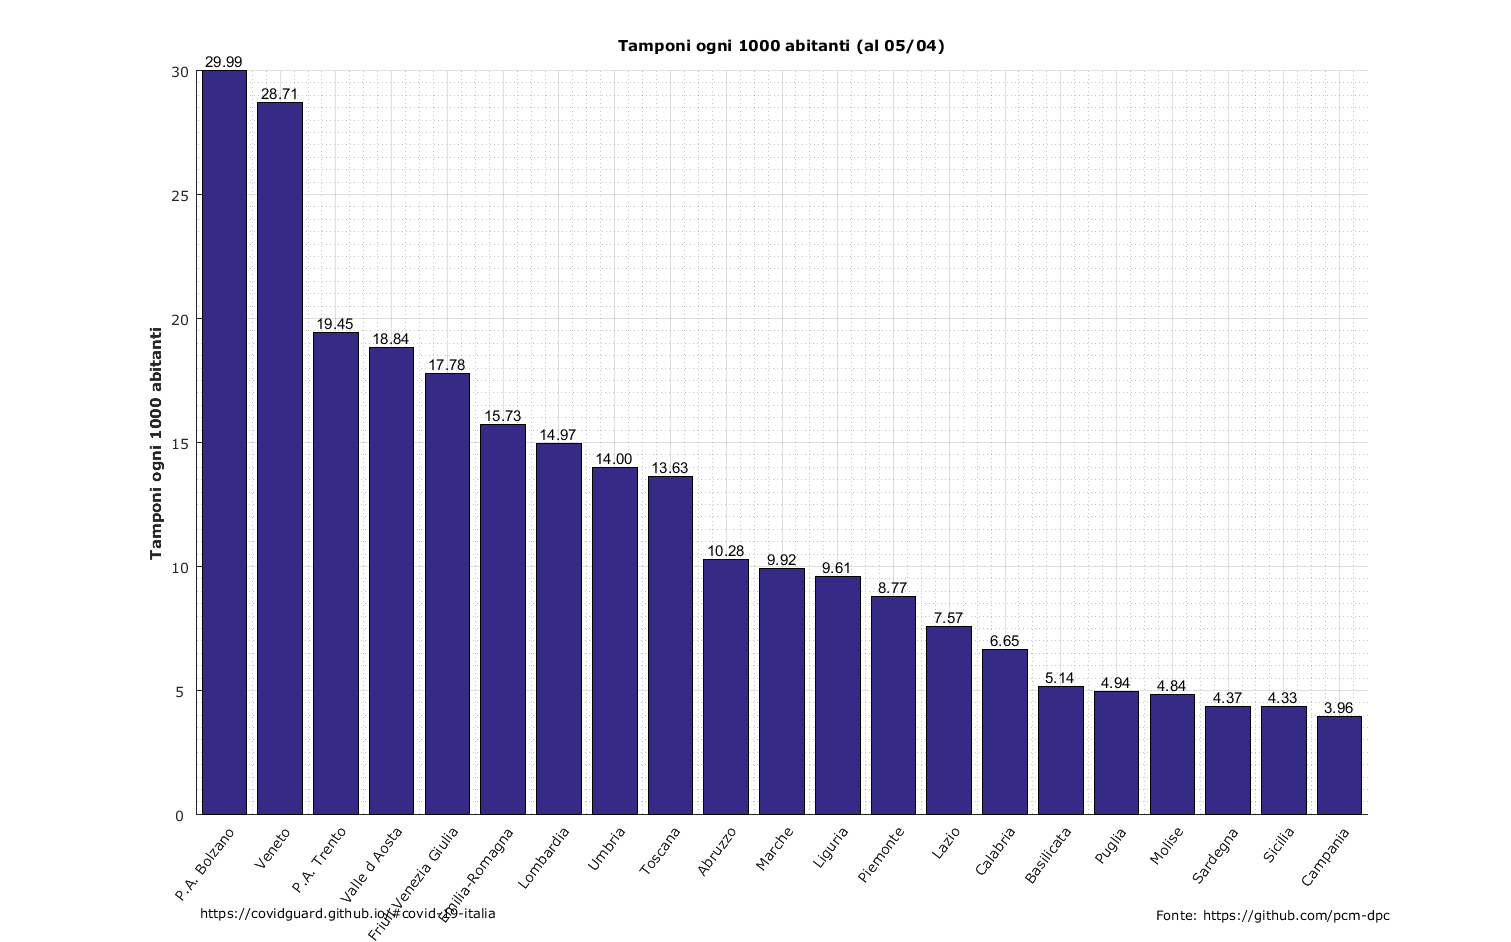 Tamponi ogni 1000 abitanti (al 05/04)
Tamponi ogni 1000 abitanti
30
25
20
15
10
5
0
29.99
28.71
19.45
18.84
17.78
15.73
14.97
14.00
13.63
10.28
9.92
9.61
8.77
7.57
6.65
5.14
4.94
4.84
4.37
4.33
3.96
P.A. Bolzano
Veneto
P.A. Trento
Valle d Aosta
Friuli Venezia Giulia
Emilia-Romagna
Lombardia
Umbria
Toscana
Abruzzo
Marche
Liguria
Piemonte
Lazio
Calabria
Basilicata
Puglia
Molise
Sardegna
Sicilia
Campania
https://covidguard.github.io/#covid-19-italia
Fonte: https://github.com/pcm-dpc